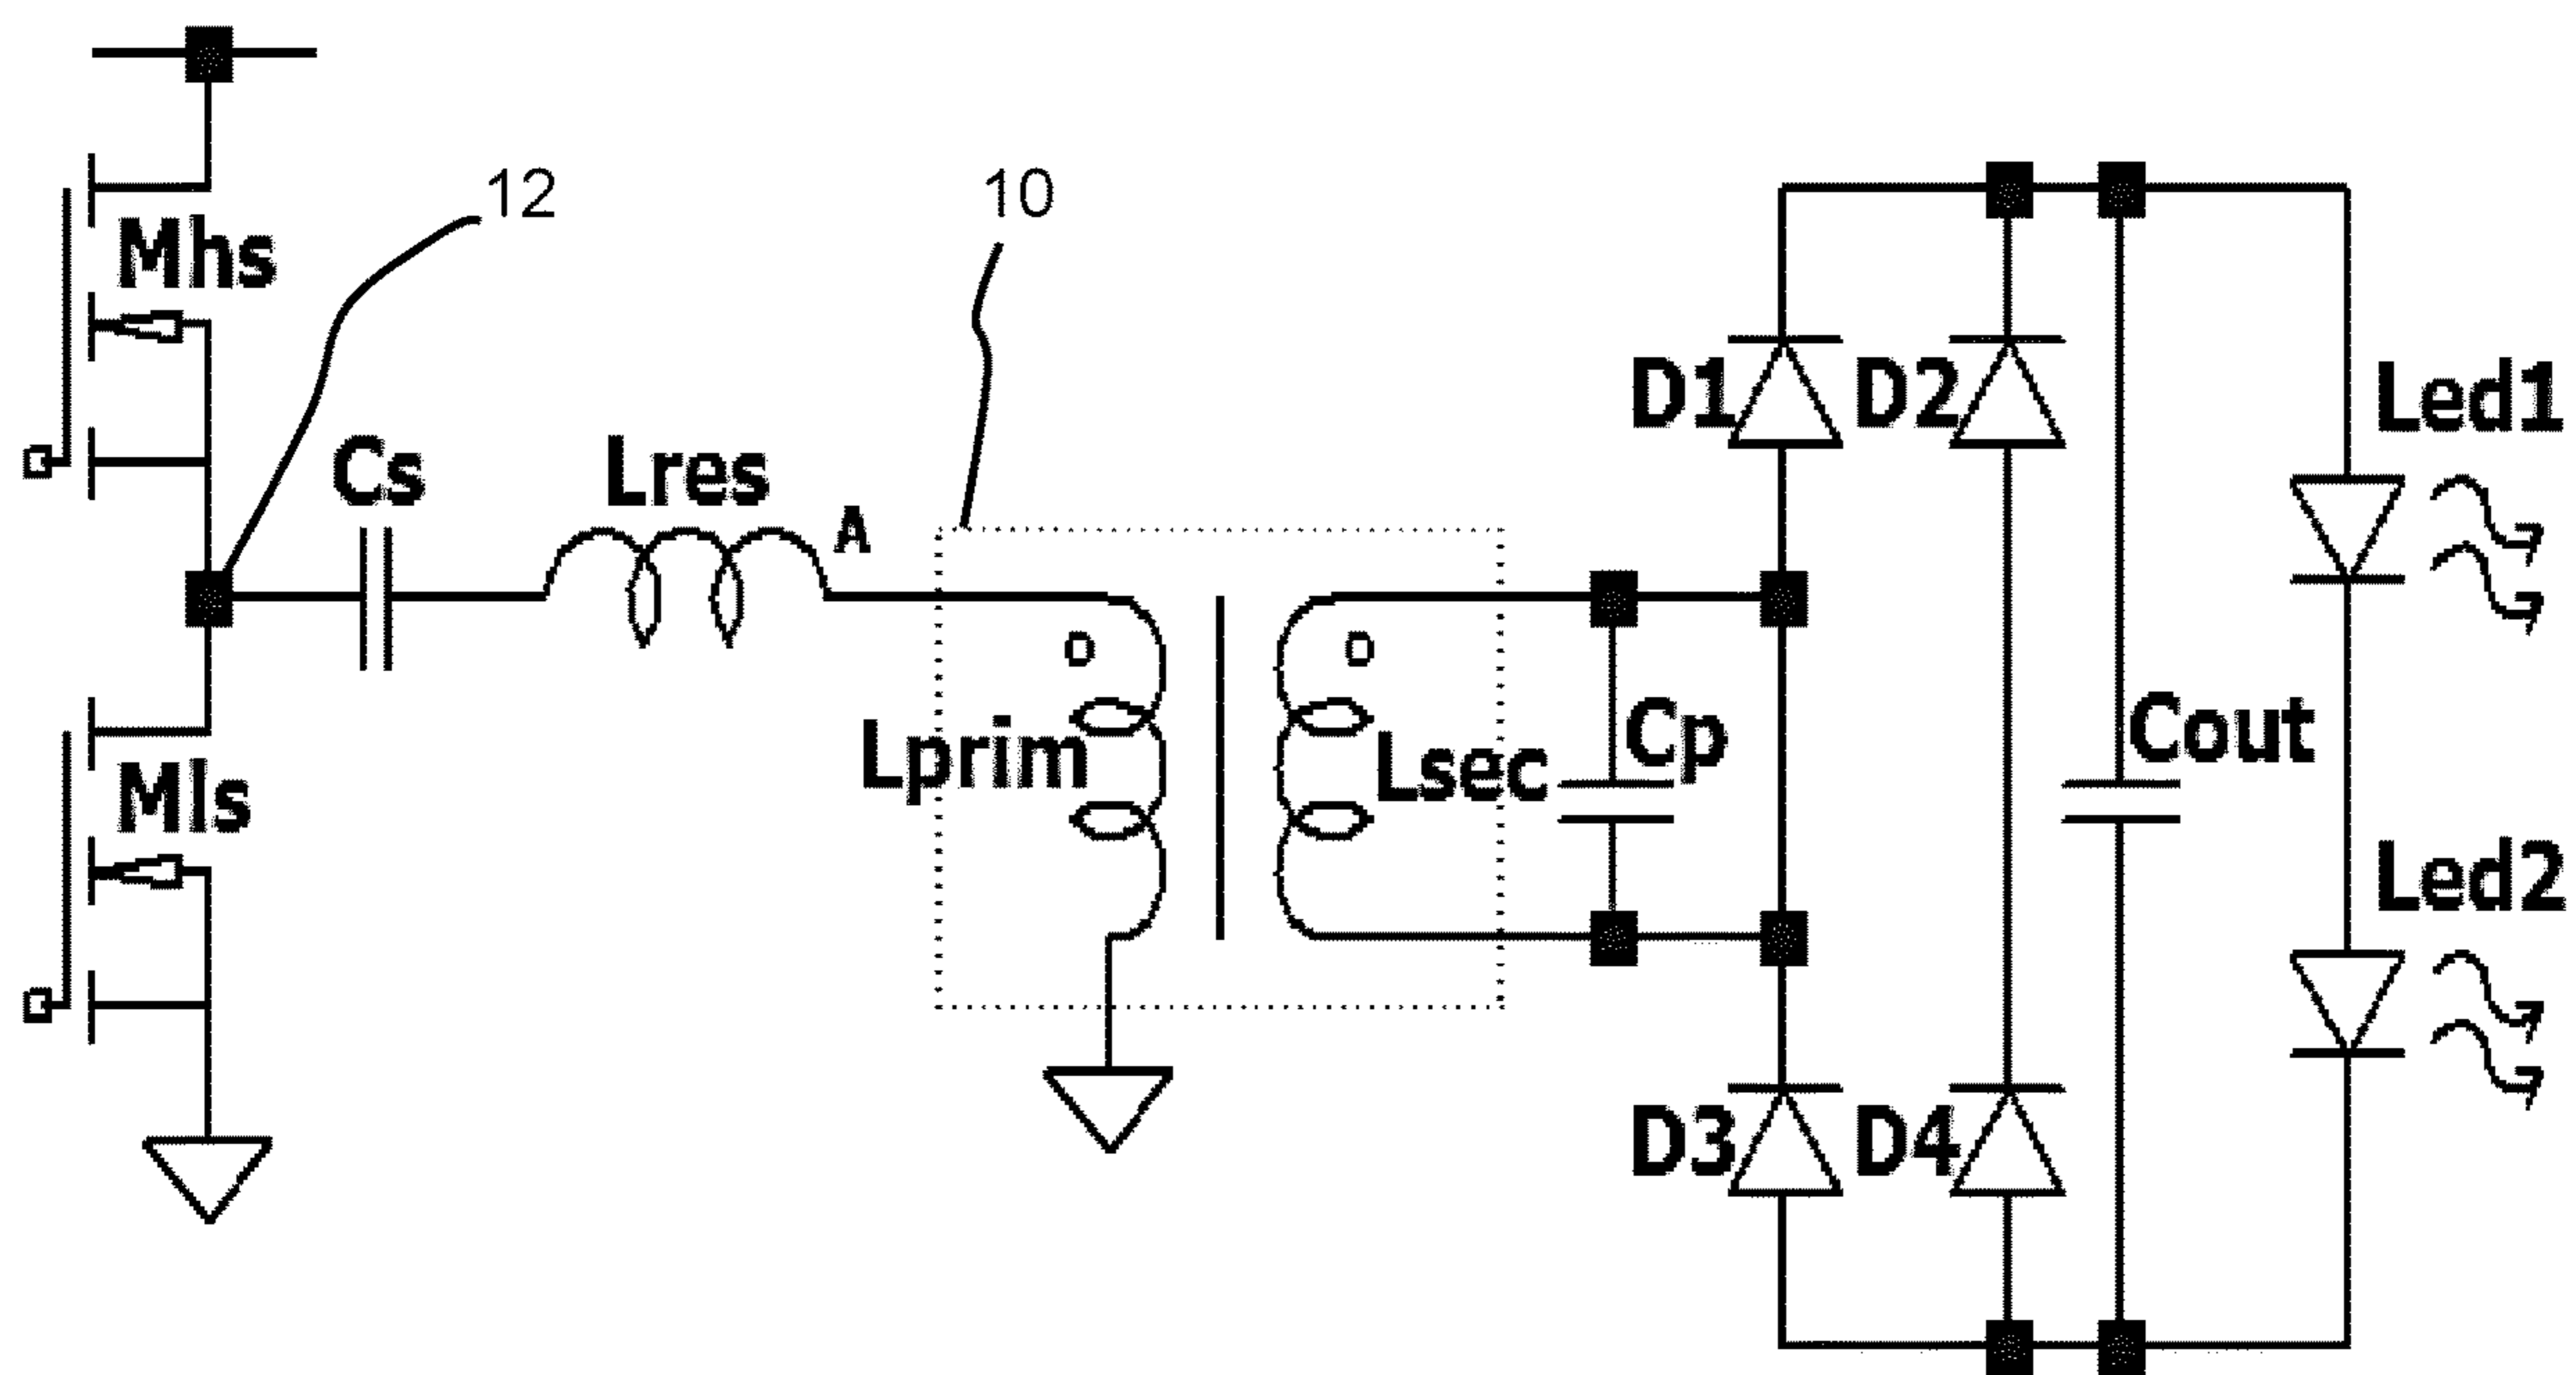 12
10
Mhs
D1
D2
Led1
Cs
Lres
A
Lprim
Lsec
Cp
Cout
Mls
Led2
D3
D4